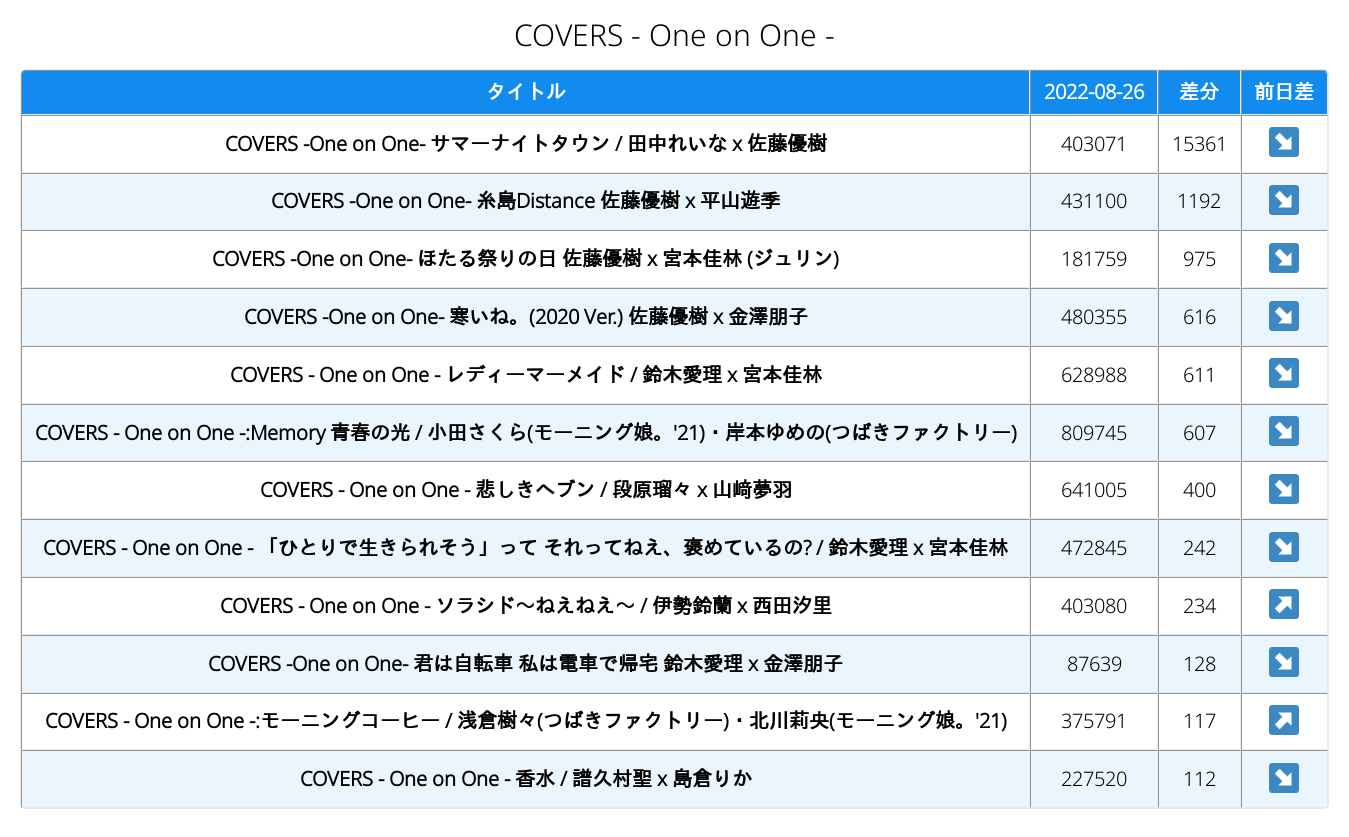 COVERS - One on One -
タイトル 2022-08-26 差分 前日差
COVERS -One on One- サマーナイトタウン / 田中れいな x 佐藤優樹 403071 15361
COVERS -One on One- 糸島Distance 佐藤優樹 x 平山遊季 431100 1192
COVERS -One on One- ほたる祭りの日 佐藤優樹 x 宮本佳林 (ジュリン) 181759 975
COVERS -One on One- 寒いね。(2020 Ver.) 佐藤優樹 x 金澤朋子 480355 616
COVERS - One on One - レディーマーメイド / 鈴木愛理 x 宮本佳林 628988 611
COVERS - One on One -:Memory 青春の光 / 小田さくら(モーニング娘。'21)・岸本ゆめの(つばきファクトリー) 809745 607
COVERS - One on One - 悲しきヘブン / 段原瑠々 x 山﨑夢羽 641005 400
COVERS - One on One - 「ひとりで生きられそう」って それってねえ、褒めているの? / 鈴木愛理 x 宮本佳林 472845 242
COVERS - One on One - ソラシド〜ねえねえ〜 / 伊勢鈴蘭 x 西田汐里 403080 234
COVERS -One on One- 君は自転車 私は電車で帰宅 鈴木愛理 x 金澤朋子 87639 128
COVERS - One on One -:モーニングコーヒー / 浅倉樹々(つばきファクトリー)・北川莉央(モーニング娘。'21) 375791 117
COVERS - One on One - 香水 / 譜久村聖 x 島倉りか 227520 112